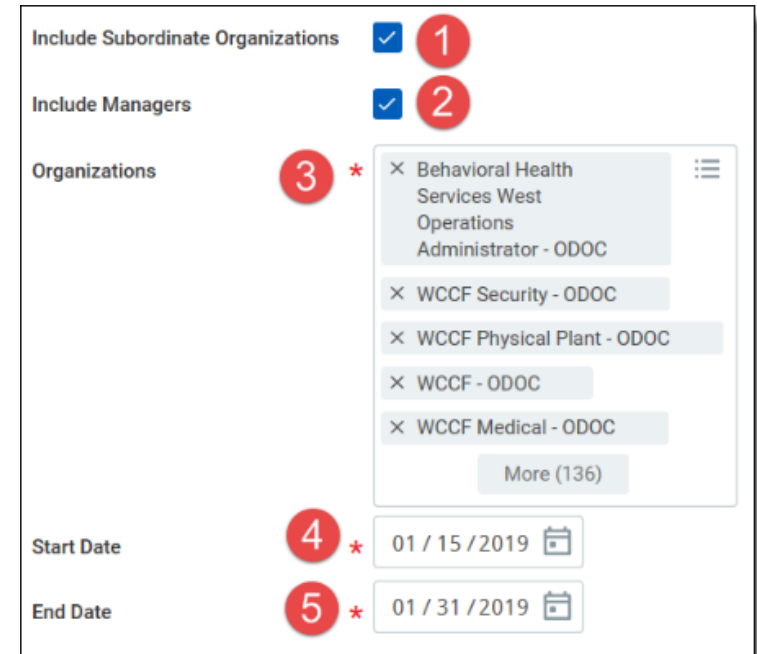 Include Subordinate Organizations 1
Include Managers 2
Organizations 3 * × Behavioral Health
Services West
Operations
Administrator - ODOC
× WCCF Security - ODOC
× WCCF Physical Plant - ODOC
× WCCF - ODOC
× WCCF Medical - ODOC
More (136)
Start Date 4 * 01 / 15 / 2019
End Date 5 * 01 / 31 / 2019